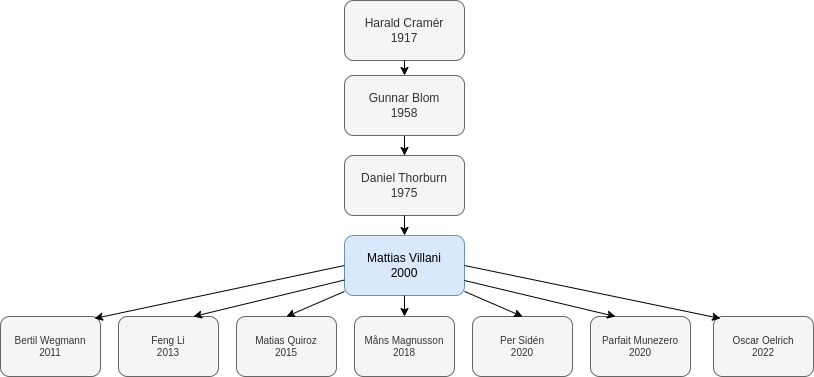 Harald Cramér
1917
Gunnar Blom
1958
Daniel Thorburn
1975
Mattias Villani
2000
Bertil Wegmann
2011
Feng Li
2013
Matias Quiroz
2015
Måns Magnusson
2018
Per Sidén
2020
Parfait Munezero
2020
Oscar Oelrich
2022